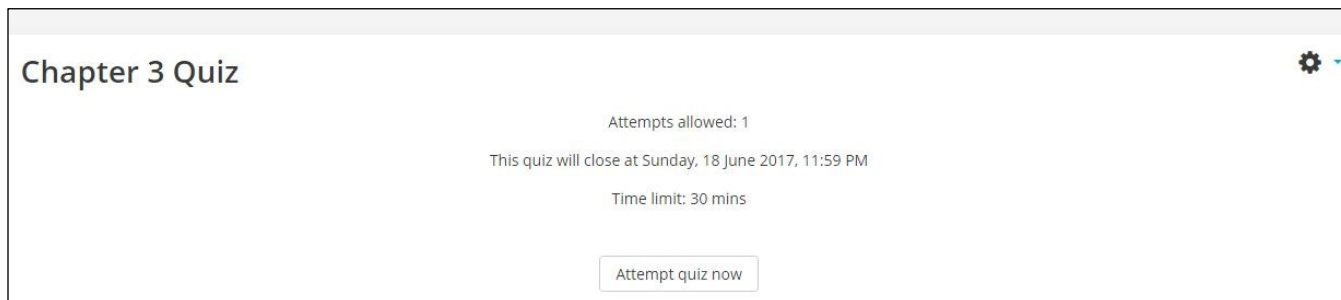 Chapter 3 Quiz
Attempts allowed: 1
This quiz will close at Sunday, 18 June 2017, 11:59 PM
Time limit: 30 mins
Attempt quiz now